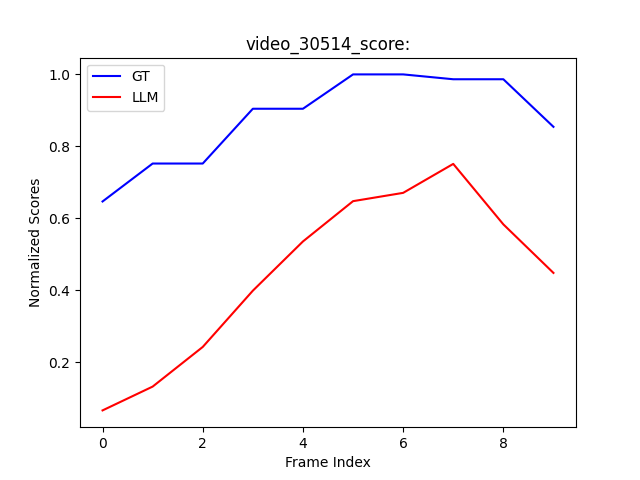 video_30514_score:
GT
LLM
Normalized Scores
1.0
0.8
0.6
0.4
0.2
0 2 4 6 8
Frame Index